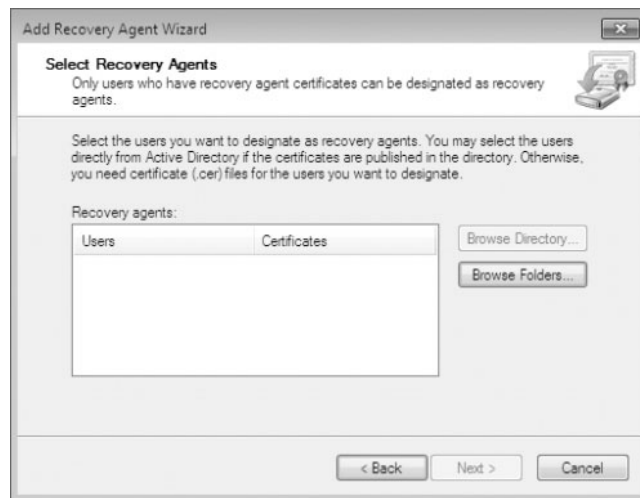 Add Recovery Agent Wizard
Select Recovery Agents
Only users who have recovery agent certificates can be designated as recovery
agents.
Select the users you want to designate as recovery agents. You may select the users
directly from Active Directory if the certificates are published in the directory. Otherwise,
you need certificate (.cer) files for the users you want to designate.
Recovery agents:
Users Certificates
Browse Directory...
Browse Folders...
< Back Next > Cancel